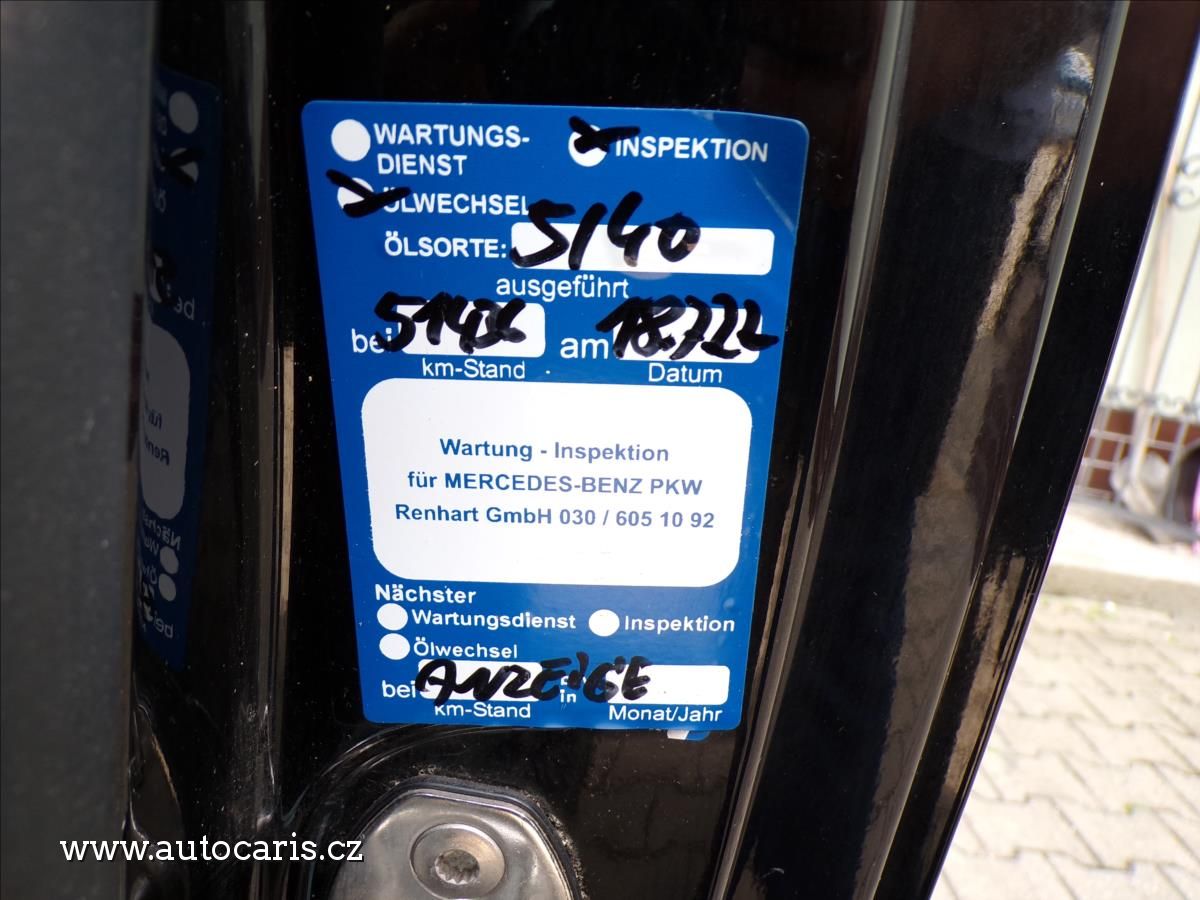 WARTUNGS-
DIENST
INSPEKTION
ÖLWECHSEL
ÖLSORTE: 5/40
ausgeführt
bei 51436 am 18.7.22
km-Stand Datum
Wartung - Inspektion
für MERCEDES-BENZ PKW
Renhart GmbH 030 / 605 10 92
Nächster
Wartungsdienst Inspektion
Ölwechsel
bei ANZEIGE in
km-Stand Monat/Jahr
www.autocaris.cz